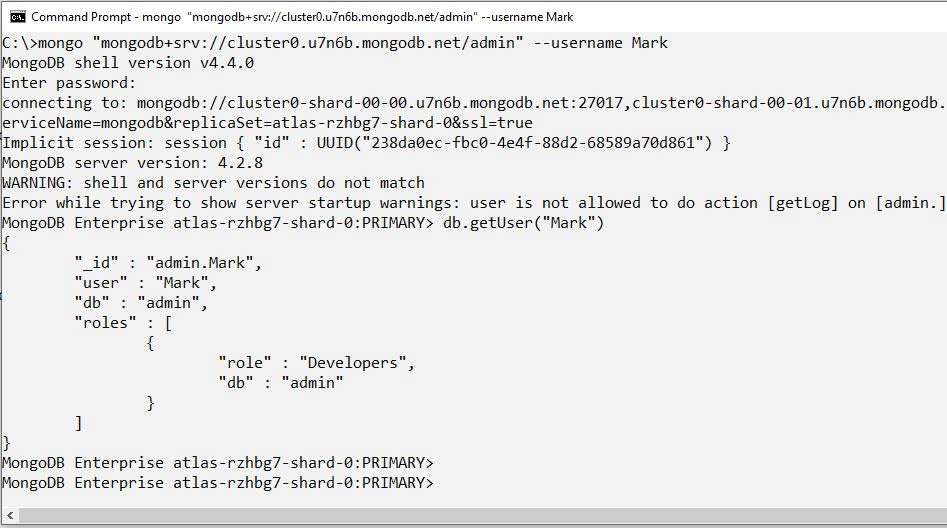 Command Prompt - mongo "mongodb+srv://cluster0.u7n6b.mongodb.net/admin" --username Mark
C:\>mongo "mongodb+srv://cluster0.u7n6b.mongodb.net/admin" --username Mark
MongoDB shell version v4.4.0
Enter password:
connecting to: mongodb://cluster0-shard-00-00.u7n6b.mongodb.net:27017,cluster0-shard-00-01.u7n6b.mongodb.
erviceName=mongodb&replicaSet=atlas-rzhbg7-shard-0&ssl=true
Implicit session: session { "id" : UUID("238da0ec-fbc0-4e4f-88d2-68589a70d861") }
MongoDB server version: 4.2.8
WARNING: shell and server versions do not match
Error while trying to show server startup warnings: user is not allowed to do action [getLog] on [admin.]
MongoDB Enterprise atlas-rzhbg7-shard-0:PRIMARY> db.getUser("Mark")
{
        "_id" : "admin.Mark",
        "user" : "Mark",
        "db" : "admin",
        "roles" : [
                {
                        "role" : "Developers",
                        "db" : "admin"
                }
        ]
}
MongoDB Enterprise atlas-rzhbg7-shard-0:PRIMARY>
MongoDB Enterprise atlas-rzhbg7-shard-0:PRIMARY>